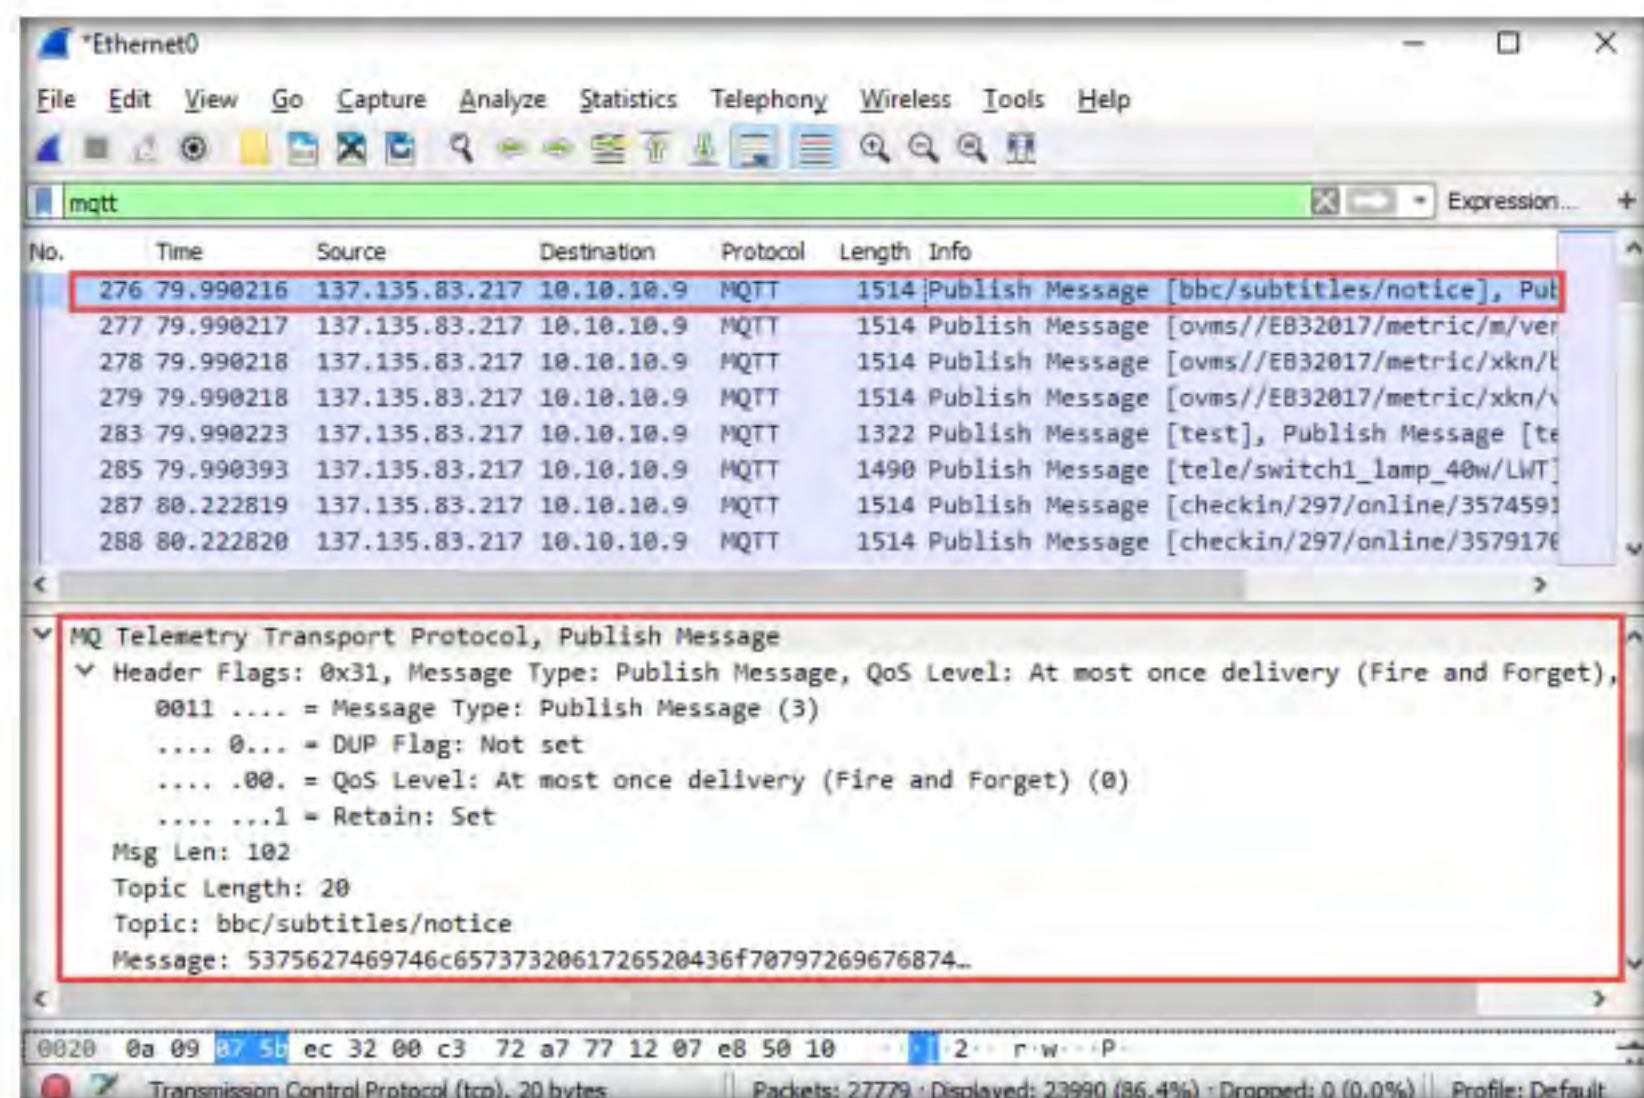 *Ethernet0
File Edit View Go Capture Analyze Statistics Telephony Wireless Tools Help
mqtt Expression... +
No. Time Source Destination Protocol Length Info
276 79.990216 137.135.83.217 10.10.10.9 MQTT 1514 Publish Message [bbc/subtitles/notice], Pub
277 79.990217 137.135.83.217 10.10.10.9 MQTT 1514 Publish Message [ovms//EB32017/metric/m/ver
278 79.990218 137.135.83.217 10.10.10.9 MQTT 1514 Publish Message [ovms//EB32017/metric/xkn/b
279 79.990218 137.135.83.217 10.10.10.9 MQTT 1514 Publish Message [ovms//EB32017/metric/xkn/v
283 79.990223 137.135.83.217 10.10.10.9 MQTT 1322 Publish Message [test], Publish Message [te
285 79.990393 137.135.83.217 10.10.10.9 MQTT 1490 Publish Message [tele/switch1_lamp_40w/LWT]
287 80.222819 137.135.83.217 10.10.10.9 MQTT 1514 Publish Message [checkin/297/online/3574591
288 80.222820 137.135.83.217 10.10.10.9 MQTT 1514 Publish Message [checkin/297/online/3579176
MQ Telemetry Transport Protocol, Publish Message
Header Flags: 0x31, Message Type: Publish Message, QoS Level: At most once delivery (Fire and Forget),
0011 .... = Message Type: Publish Message (3)
.... 0... = DUP Flag: Not set
.... .00. = QoS Level: At most once delivery (Fire and Forget) (0)
.... ...1 = Retain: Set
Msg Len: 102
Topic Length: 20
Topic: bbc/subtitles/notice
Message: 5375627469746c6573732061726520436f70797269676874…
0020 0a 09 07 5b ec 32 00 c3 72 a7 77 12 07 e8 50 10 ···[·2·· r·w···P·
Transmission Control Protocol (tcp), 20 bytes Packets: 27779 · Displayed: 23990 (86.4%) · Dropped: 0 (0.0%) Profile: Default